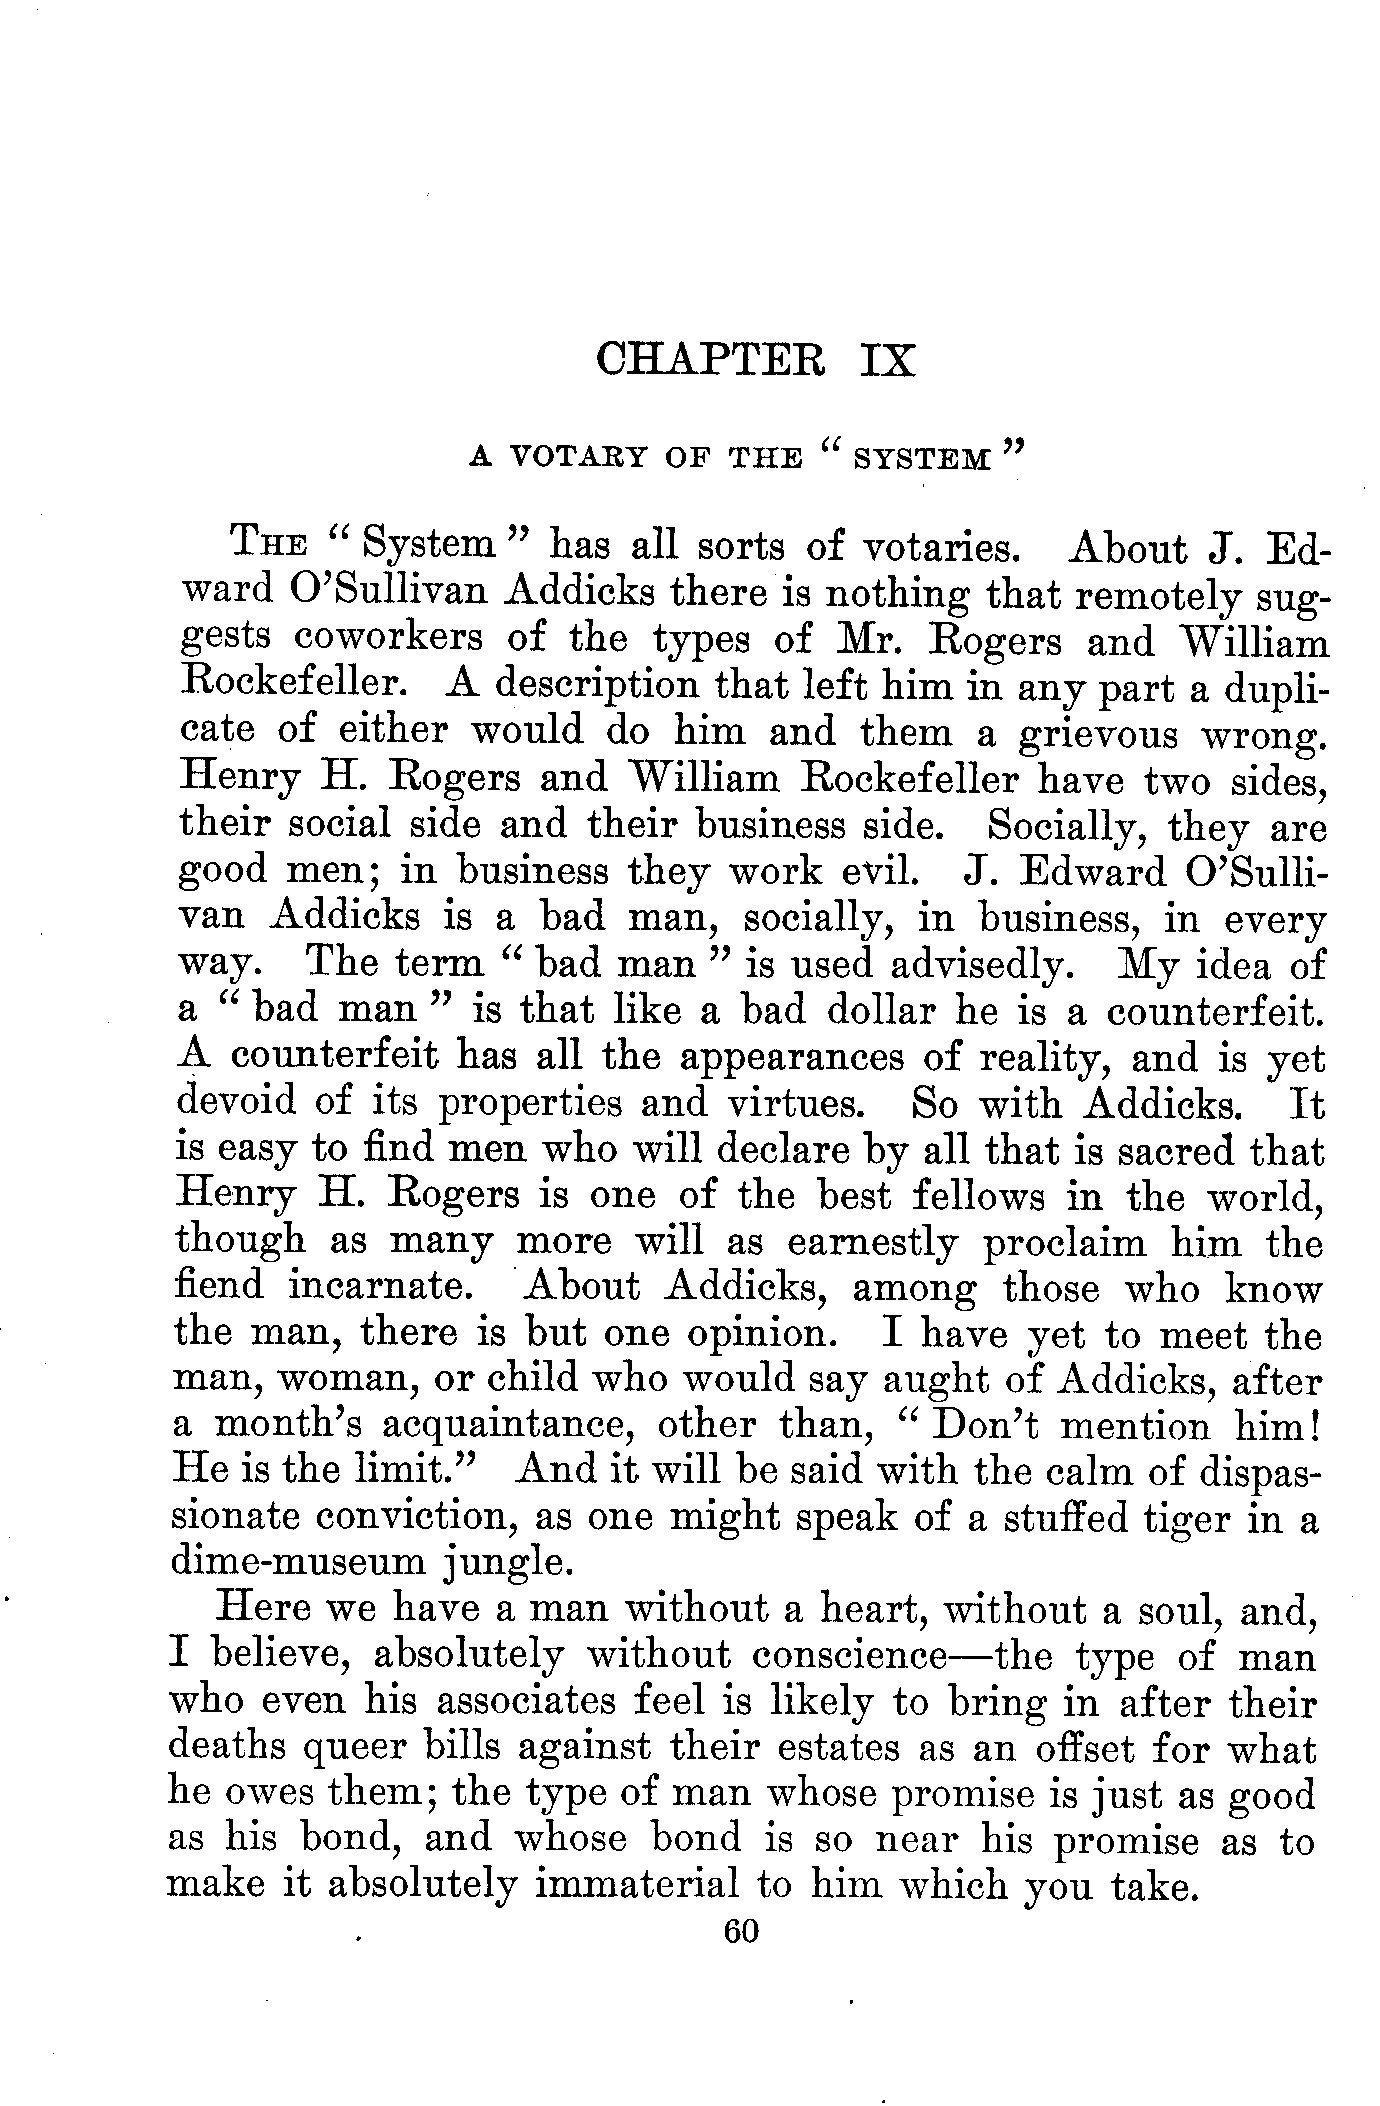 CHAPTER IX
A VOTARY OF THE “ SYSTEM ”
THE “ System ” has all sorts of votaries. About J. Ed-
ward O’Sullivan Addicks there is nothing that remotely sug-
gests coworkers of the types of Mr. Rogers and William
Rockefeller. A description that left him in any part a dupli-
cate of either would do him and them a grievous wrong.
Henry H. Rogers and William Rockefeller have two sides,
their social side and their business side. Socially, they are
good men; in business they work evil. J. Edward O’Sulli-
van Addicks is a bad man, socially, in business, in every
way. The term “ bad man ” is used advisedly. My idea of
a “ bad man ” is that like a bad dollar he is a counterfeit.
A counterfeit has all the appearances of reality, and is yet
devoid of its properties and virtues. So with Addicks. It
is easy to find men who will declare by all that is sacred that
Henry H. Rogers is one of the best fellows in the world,
though as many more will as earnestly proclaim him the
fiend incarnate. About Addicks, among those who know
the man, there is but one opinion. I have yet to meet the
man, woman, or child who would say aught of Addicks, after
a month’s acquaintance, other than, “ Don’t mention him!
He is the limit.” And it will be said with the calm of dispas-
sionate conviction, as one might speak of a stuffed tiger in a
dime-museum jungle.
Here we have a man without a heart, without a soul, and,
I believe, absolutely without conscience—the type of man
who even his associates feel is likely to bring in after their
deaths queer bills against their estates as an offset for what
he owes them; the type of man whose promise is just as good
as his bond, and whose bond is so near his promise as to
make it absolutely immaterial to him which you take.
60